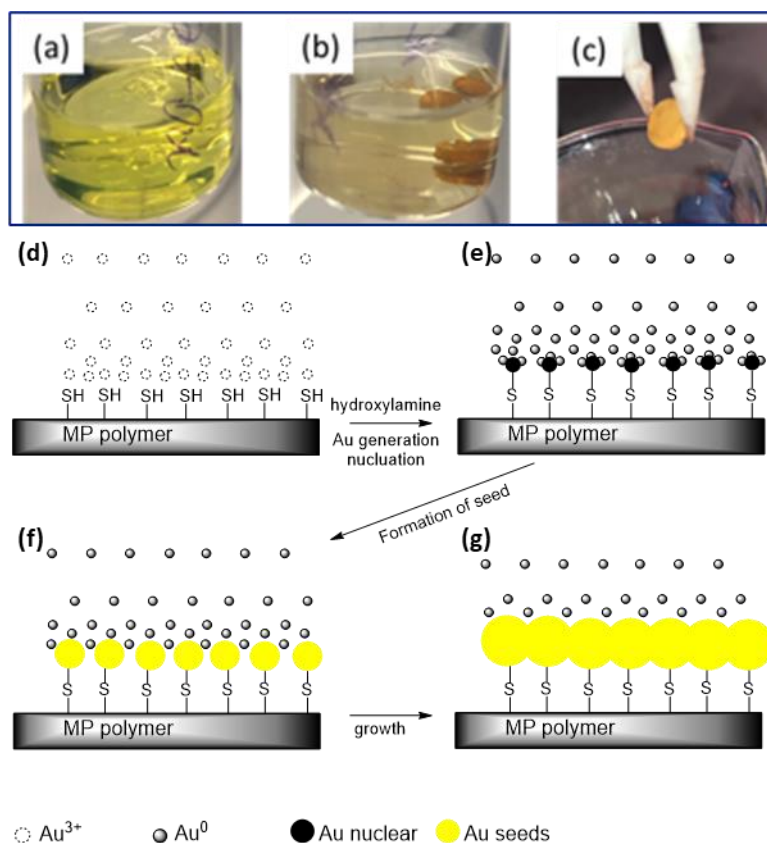 (a)
(b)
(c)
(d)
(e)
SH SH SH SH SH SH SH
MP polymer
hydroxylamine
Au generation
nucluation
S S S S S S S
MP polymer
Formation of seed
(f)
(g)
S S S S S S S
MP polymer
growth
S S S S S S S
MP polymer
Au3+
Au0
Au nuclear
Au seeds